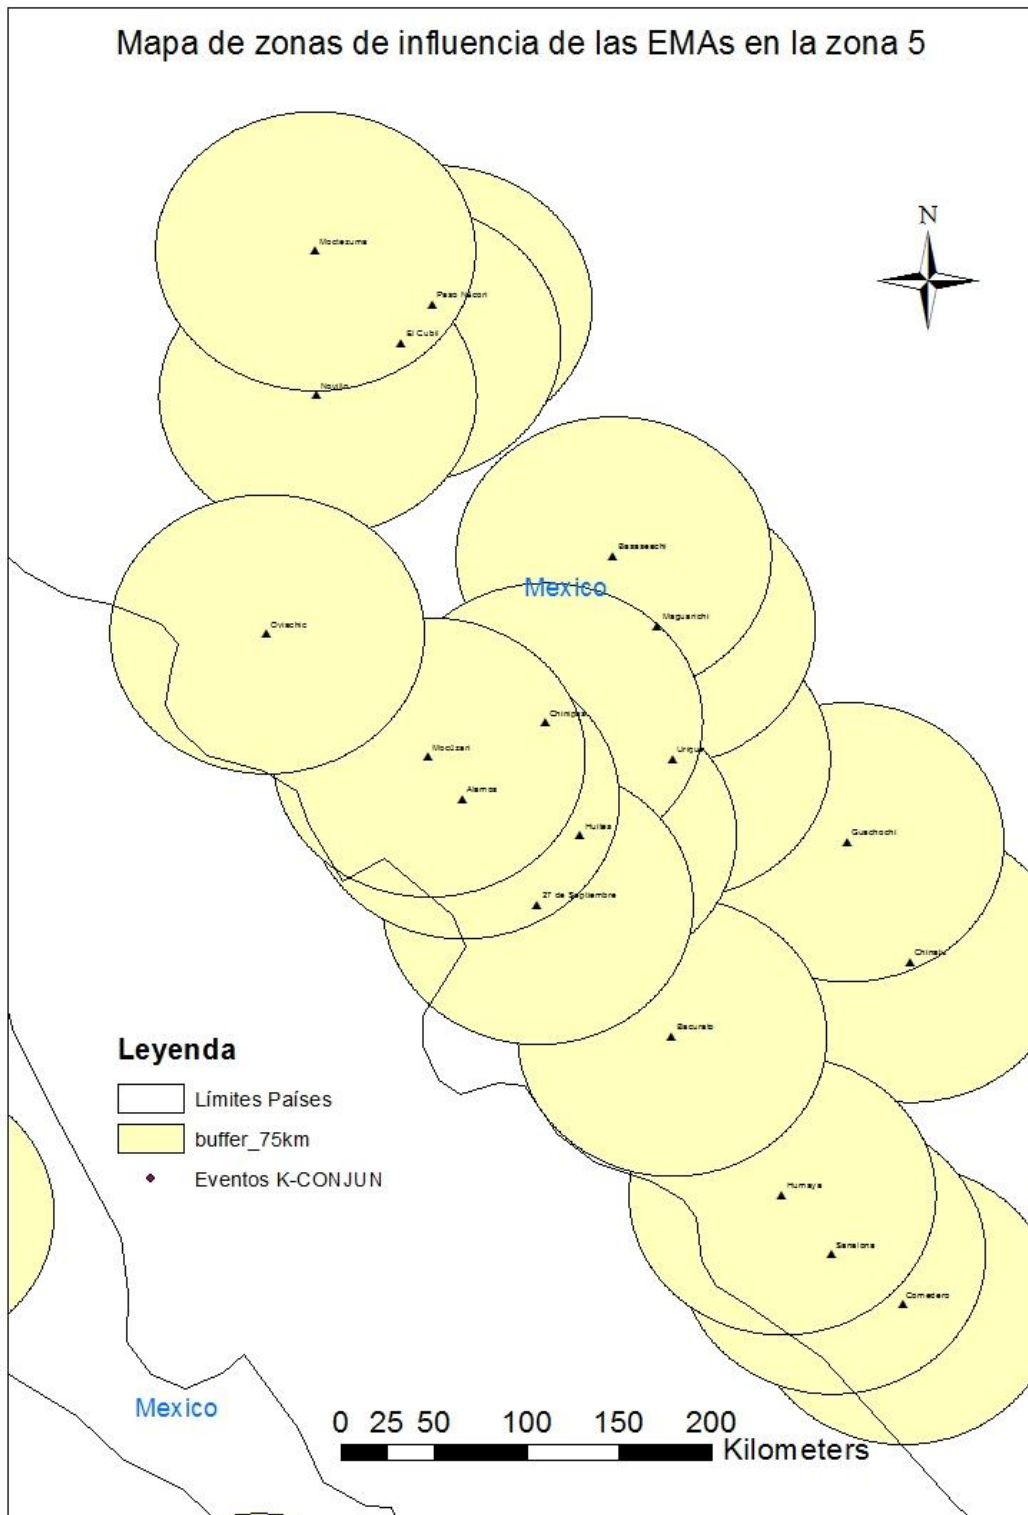 Mapa de zonas de influencia de las EMAs en la zona 5
N
Moctezuma
Paso Nacori
El Cubil
Novillo
Basaseachi
Mexico
Maguarichi
Oviachic
Chinipas
Mocúzari
Urique
Alamos
Huites
Guachochi
27 de Septiembre
Bacurato
Leyenda
Límites Países
buffer_75km
Eventos K-CONJUN
Humaya
Sanalona
Comedero
Mexico
0 25 50 100 150 200
Kilometers